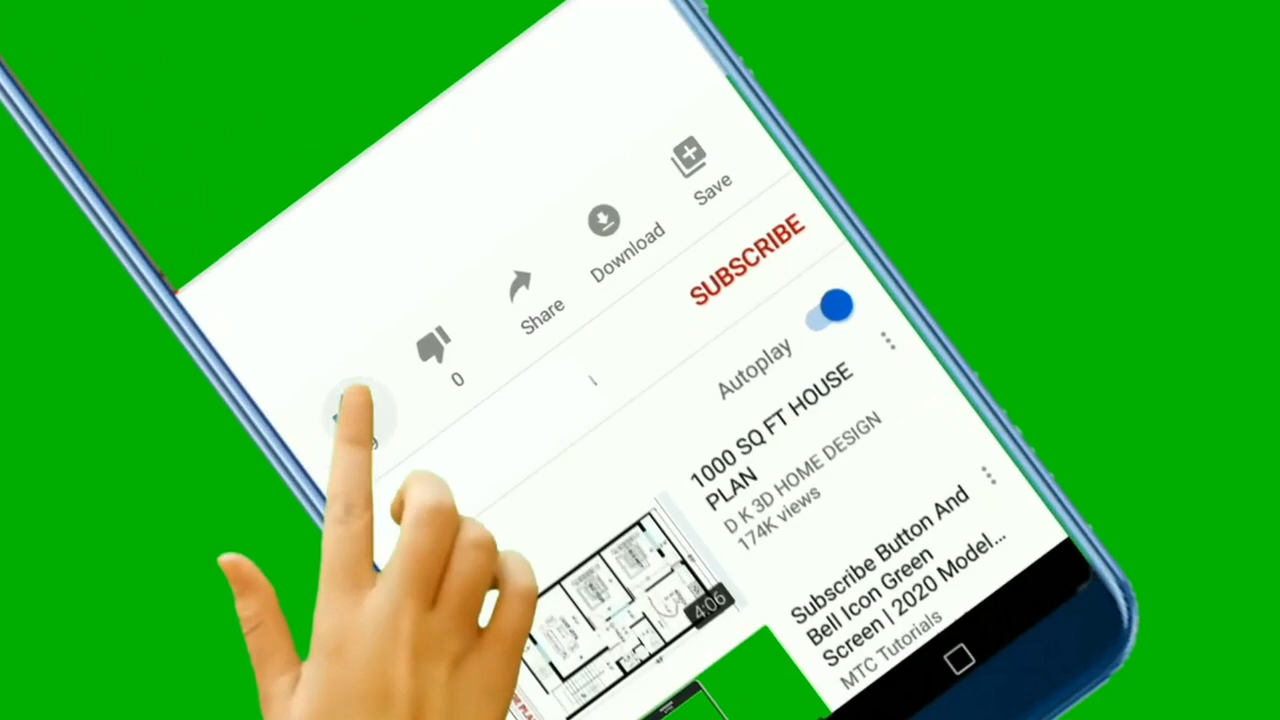 Save
Download
Share
0
9
SUBSCRIBE
Autoplay
1000 SQ FT HOUSE
PLAN
D K 3D HOME DESIGN
174K views
4:06
Subscribe Button And
Bell Icon Green
Screen | 2020 Model...
MTC Tutorials